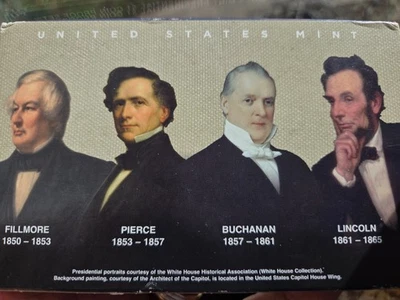 UNITED STATES MINT
FILLMORE PIERCE BUCHANAN LINCOLN
1850 – 1853 1853 – 1857 1857 – 1861 1861 – 1865
Presidential portraits courtesy of the White House Historical Association (White House Collection).
Background painting, courtesy of the Architect of the Capitol, is located in the United States Capitol House Wing.